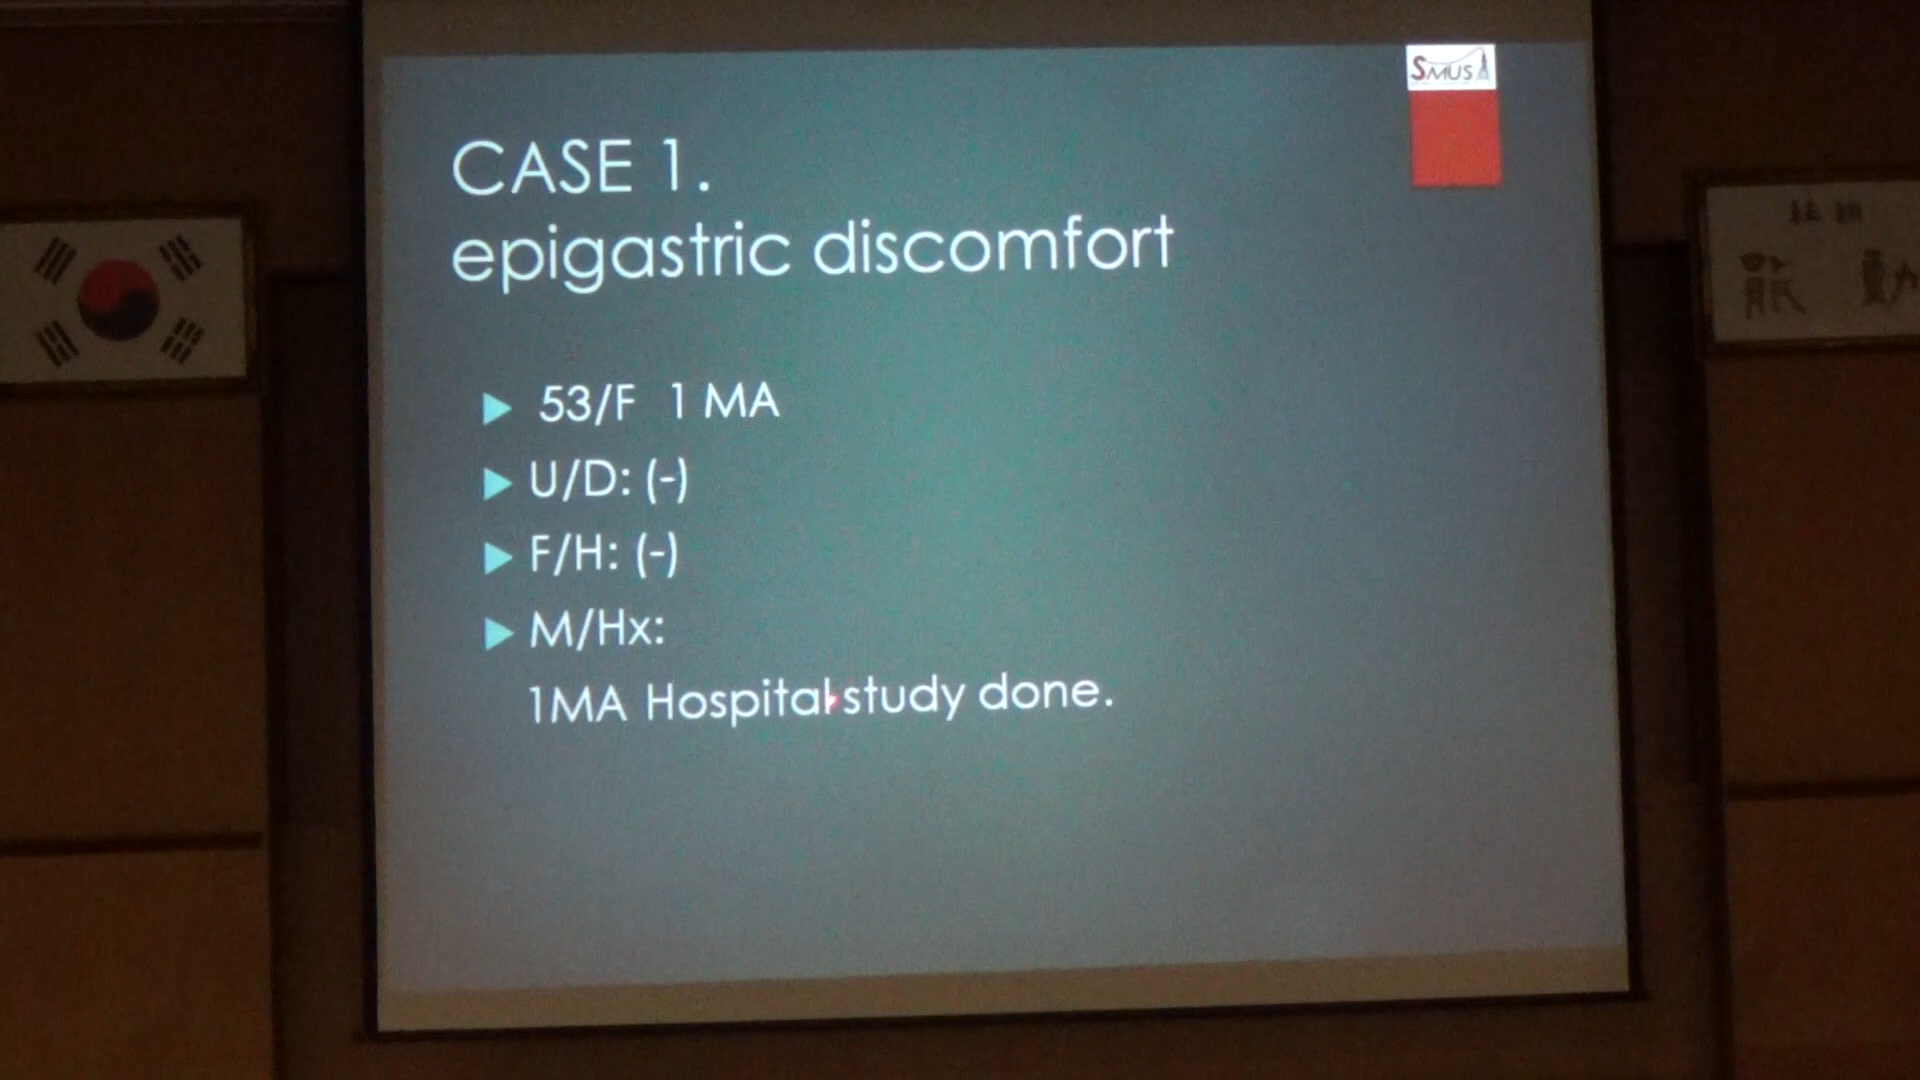 SMUS
CASE 1.
epigastric discomfort
53/F 1 MA
U/D: (-)
F/H: (-)
M/Hx:
1MA Hospital study done.